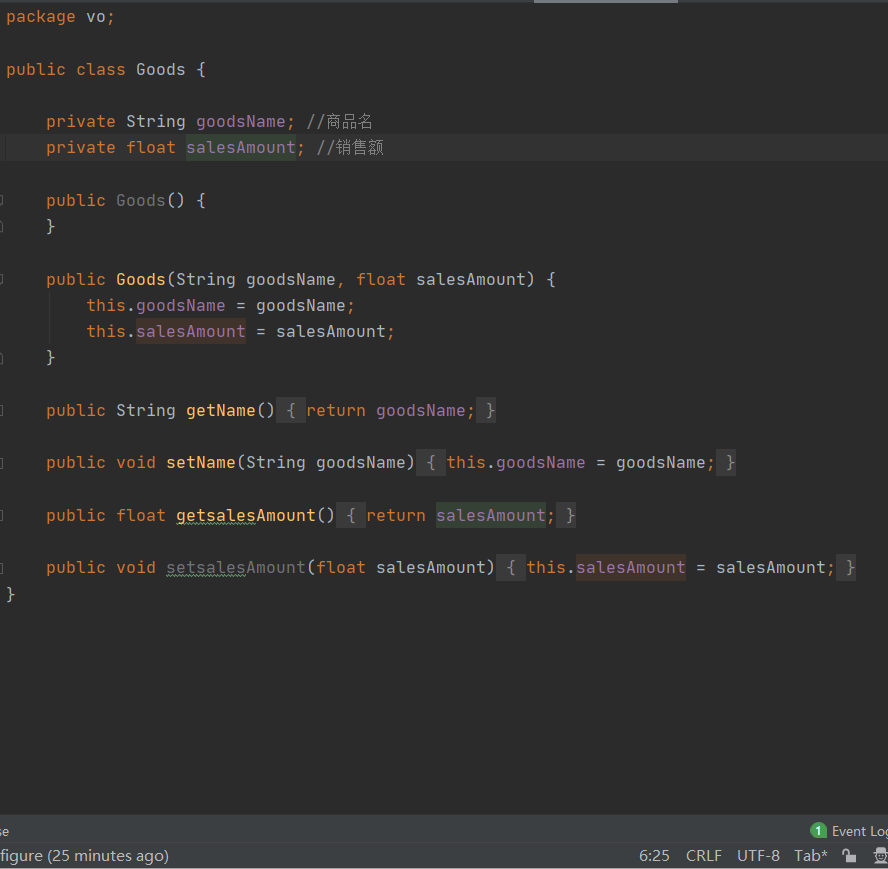 package vo;
public class Goods {
private String goodsName; //商品名
private float salesAmount; //销售额
public Goods() {
}
public Goods(String goodsName, float salesAmount) {
this.goodsName = goodsName;
this.salesAmount = salesAmount;
}
public String getName() { return goodsName; }
public void setName(String goodsName) { this.goodsName = goodsName; }
public float getsalesAmount() { return salesAmount; }
public void setsalesAmount(float salesAmount) { this.salesAmount = salesAmount; }
}
se
1 Event Log
figure (25 minutes ago)
6:25 CRLF UTF-8 Tab*